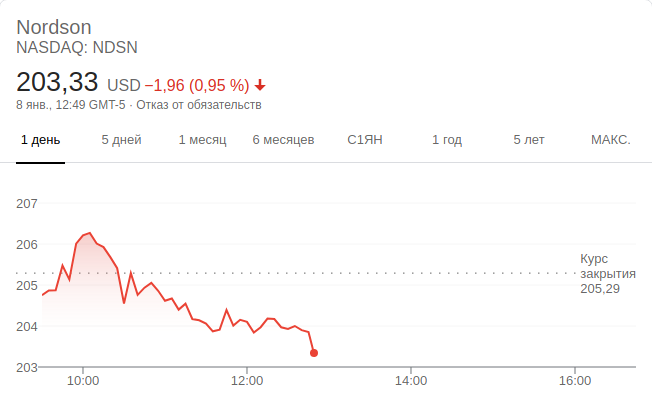 Nordson
NASDAQ: NDSN
203,33 USD −1,96 (0,95 %)
8 янв., 12:49 GMT-5 · Отказ от обязательств
1 день 5 дней 1 месяц 6 месяцев С1ЯН 1 год 5 лет МАКС.
207
206
Курс
закрытия
205,29
205
204
203
10:00 12:00 14:00 16:00